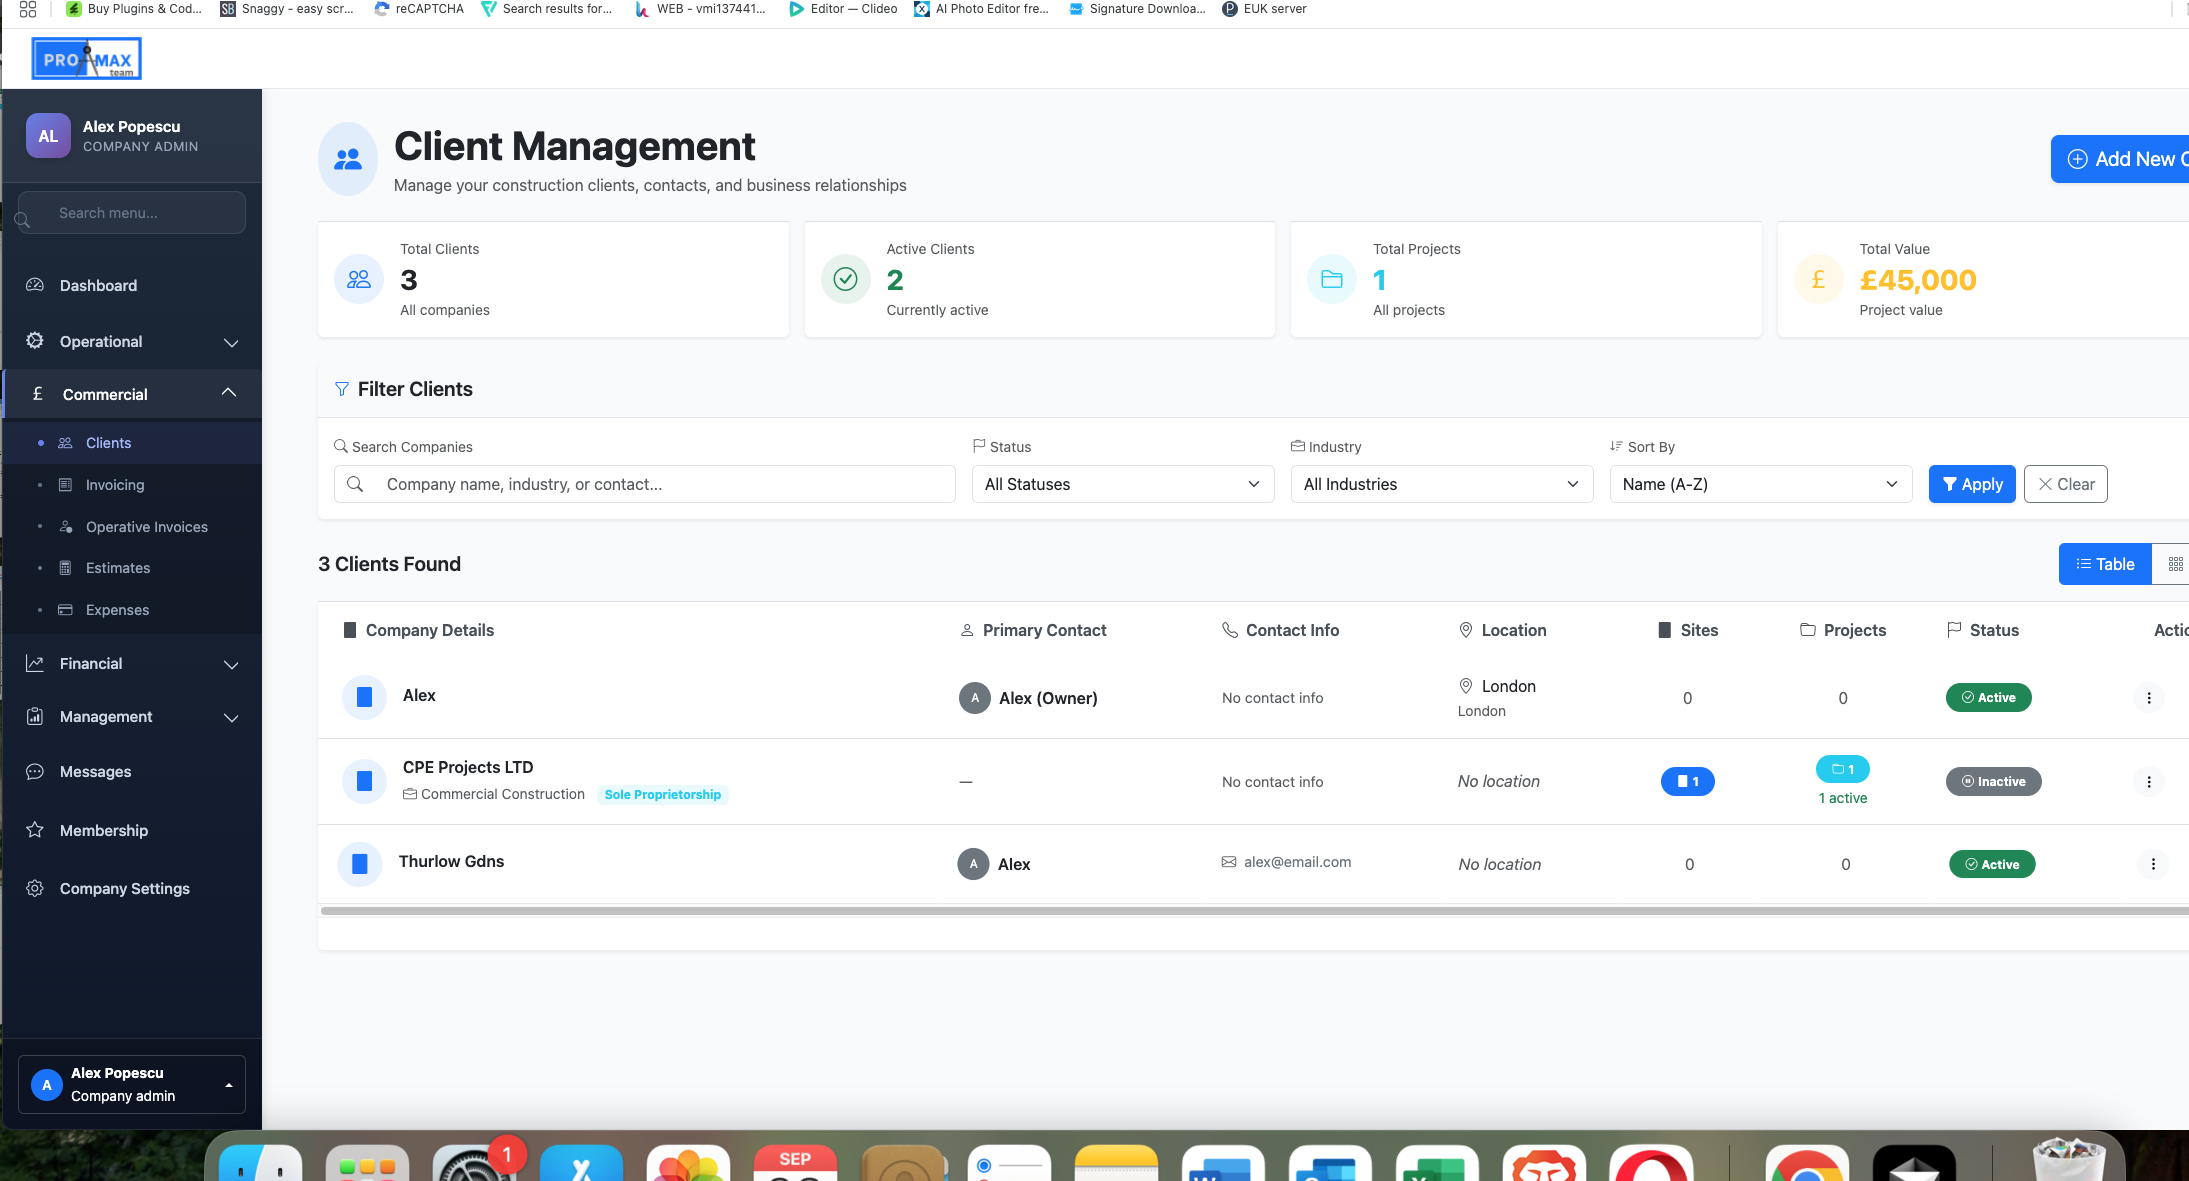 Buy Plugins & Cod... SB Snaggy - easy scr... reCAPTCHA Search results for... WEB - vmi137441... Editor — Clideo AI Photo Editor fre... Signature Downloa... EUK server
PRO MAX
team
AL Alex Popescu
COMPANY ADMIN
Search menu...
Dashboard
Operational
£ Commercial
Clients
Invoicing
Operative Invoices
Estimates
Expenses
Financial
Management
Messages
Membership
Company Settings
A Alex Popescu
Company admin
Client Management
Manage your construction clients, contacts, and business relationships
Add New C
Total Clients
3
All companies
Active Clients
2
Currently active
Total Projects
1
All projects
£
Total Value
£45,000
Project value
Filter Clients
Search Companies Status Industry Sort By
Company name, industry, or contact... All Statuses All Industries Name (A-Z) Apply Clear
3 Clients Found
Table
Company Details Primary Contact Contact Info Location Sites Projects Status Actic
Alex A Alex (Owner) No contact info London 0 0 Active
London
CPE Projects LTD — No contact info No location 1 1 Inactive
Commercial Construction Sole Proprietorship 1 active
Thurlow Gdns A Alex alex@email.com No location 0 0 Active
1
SEP